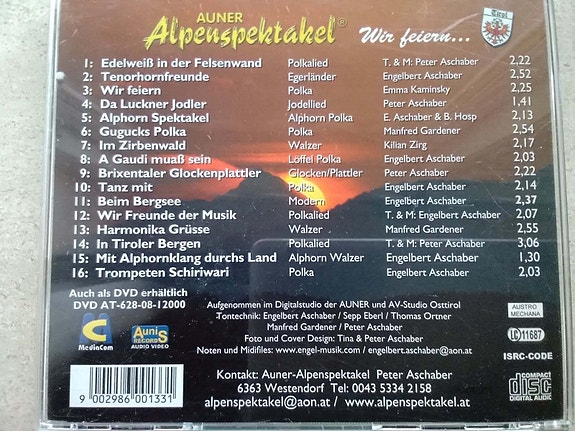 AUNER
Alpenspektakel® Wir feiern...
Tirol
1: Edelweiß in der Felsenwand Polkalied T. & M: Peter Aschaber 2,22
2: Tenorhornfreunde Egerländer Engelbert Aschaber 2,52
3: Wir feiern Polka Emma Kaminsky 2,25
4: Da Luckner Jodler Jodellied Peter Aschaber 1,41
5: Alphorn Spektakel Alphorn Polka E. Aschaber & B. Hosp 2,13
6: Gugucks Polka Polka Manfred Gardener 2,54
7: Im Zirbenwald Walzer Kilian Zirg 2,17
8: A Gaudi muaß sein Löffel Polka Engelbert Aschaber 2,03
9: Brixentaler Glockenplattler Glocken/Plattler Peter Aschaber 2,22
10: Tanz mit Polka Engelbert Aschaber 2,14
11: Beim Bergsee Modern Engelbert Aschaber 2,37
12: Wir Freunde der Musik Polkalied T. & M: Engelbert Aschaber 2,07
13: Harmonika Grüsse Walzer Manfred Gardener 2,55
14: In Tiroler Bergen Polkalied T. & M: Peter Aschaber 3,06
15: Mit Alphornklang durchs Land Alphorn Walzer Engelbert Aschaber 1,30
16: Trompeten Schiriwari Polka Engelbert Aschaber 2,03
Auch als DVD erhältlich
DVD AT-628-08-12000
Aufgenommen im Digitalstudio der AUNER und AV-Studio Osttirol
Tontechnik: Engelbert Aschaber / Sepp Eberl / Thomas Ortner
Manfred Gardener / Peter Aschaber
Foto und Cover Design: Tina & Peter Aschaber
Noten und Midifiles: www.engel-musik.com / engelbert.aschaber@aon.at
MediaCom
Aunis
RECORDS
AUDIO VIDEO
AUSTRO
MECHANA
LC 11687
ISRC-CODE
Kontakt: Auner-Alpenspektakel Peter Aschaber
6363 Westendorf Tel: 0043 5334 2158
alpenspektakel@aon.at / www.alpenspektakel.at
9 002986 001331
COMPACT
disc
DIGITAL AUDIO